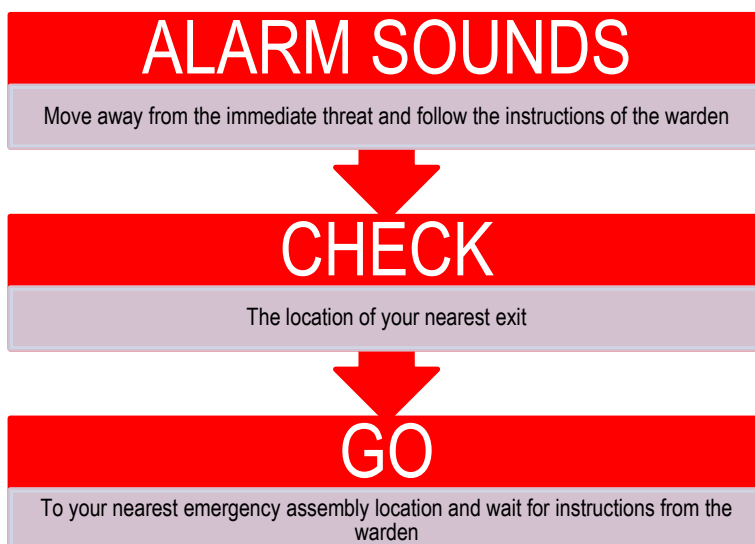 ALARM SOUNDS
Move away from the immediate threat and follow the instructions of the warden
CHECK
The location of your nearest exit
GO
To your nearest emergency assembly location and wait for instructions from the
warden